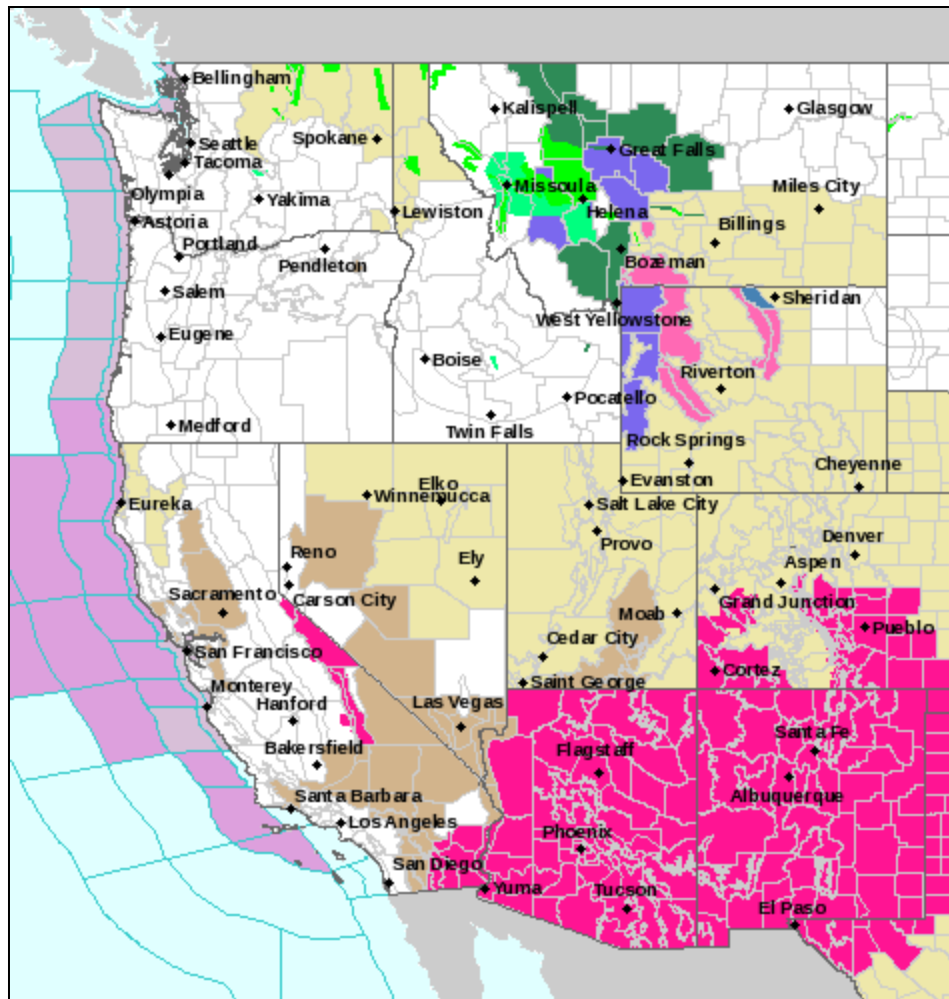 Bellingham
Kalispell
Glasgow
Spokane
Seattle
Great Falls
Tacoma
Olympia
Yakima
Missoula
Miles City
Astoria
Lewiston
Helena
Billings
Portland
Pendleton
Bozeman
Salem
West Yellowstone
Sheridan
Eugene
Boise
Riverton
Pocatello
Medford
Twin Falls
Rock Springs
Cheyenne
Elko
Winnemucca
Evanston
Eureka
Salt Lake City
Provo
Denver
Reno
Ely
Aspen
Sacramento
Carson City
Moab
Grand Junction
Pueblo
San Francisco
Cedar City
Cortez
Monterey
Saint George
Hanford
Las Vegas
Bakersfield
Flagstaff
Santa Fe
Santa Barbara
Albuquerque
Los Angeles
Phoenix
San Diego
Yuma
Tucson
El Paso